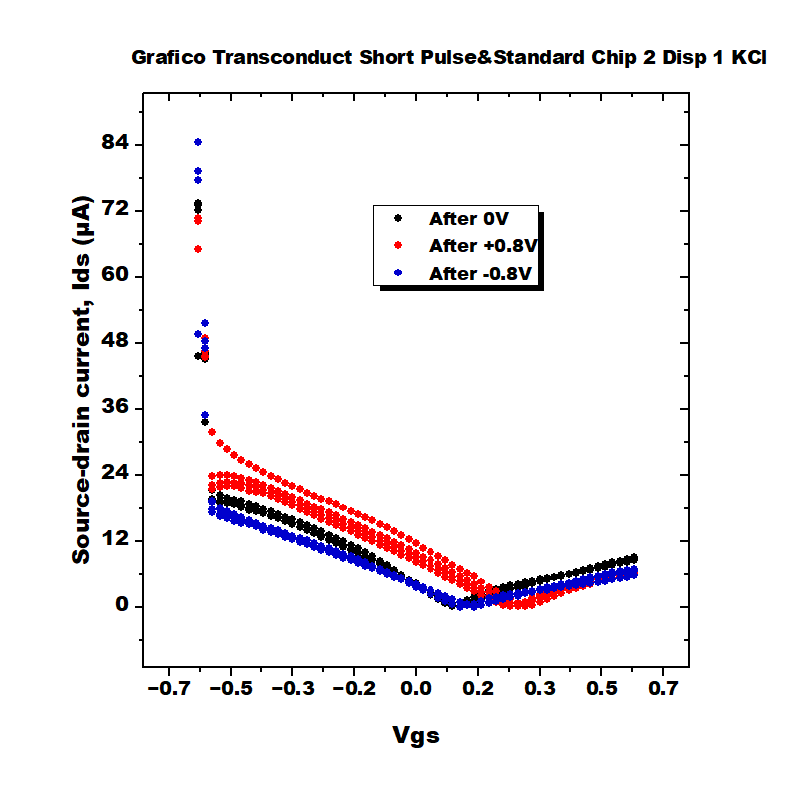 Grafico Transconduct Short Pulse&Standard Chip 2 Disp 1 KCl
84
72
60
48
36
24
12
0
Source-drain current, Ids (µA)
After 0V
After +0.8V
After -0.8V
−0.7 −0.5 −0.3 −0.2 0.0 0.2 0.3 0.5 0.7
Vgs